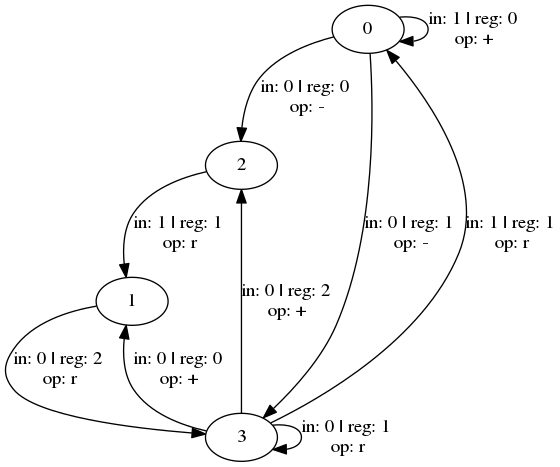 0
in: 1 | reg: 0
op: +
in: 0 | reg: 0
op: -
2
in: 1 | reg: 1
op: r
in: 0 | reg: 1
op: -
in: 1 | reg: 1
op: r
in: 0 | reg: 2
op: +
1
in: 0 | reg: 2
op: r
in: 0 | reg: 0
op: +
3
in: 0 | reg: 1
op: r